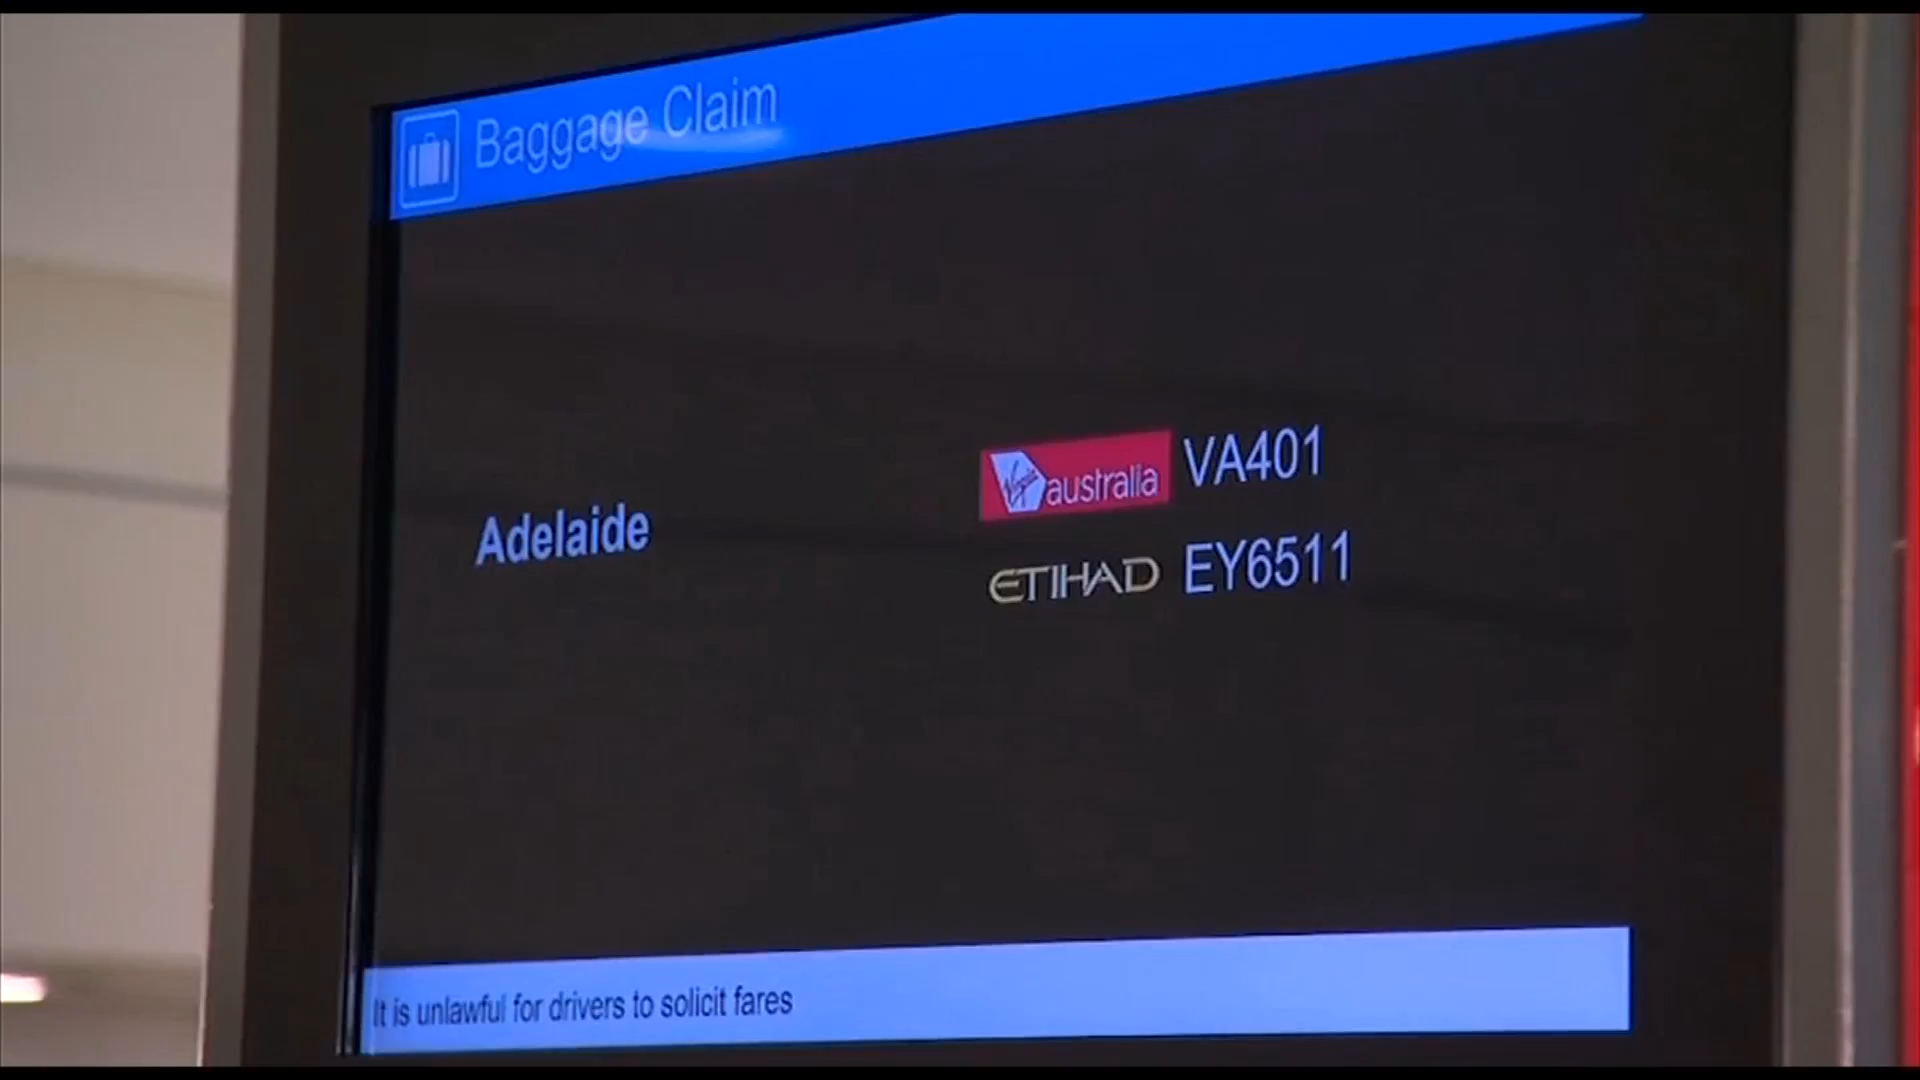 Baggage Claim
Adelaide
Virgin australia VA401
ETIHAD EY6511
It is unlawful for drivers to solicit fares